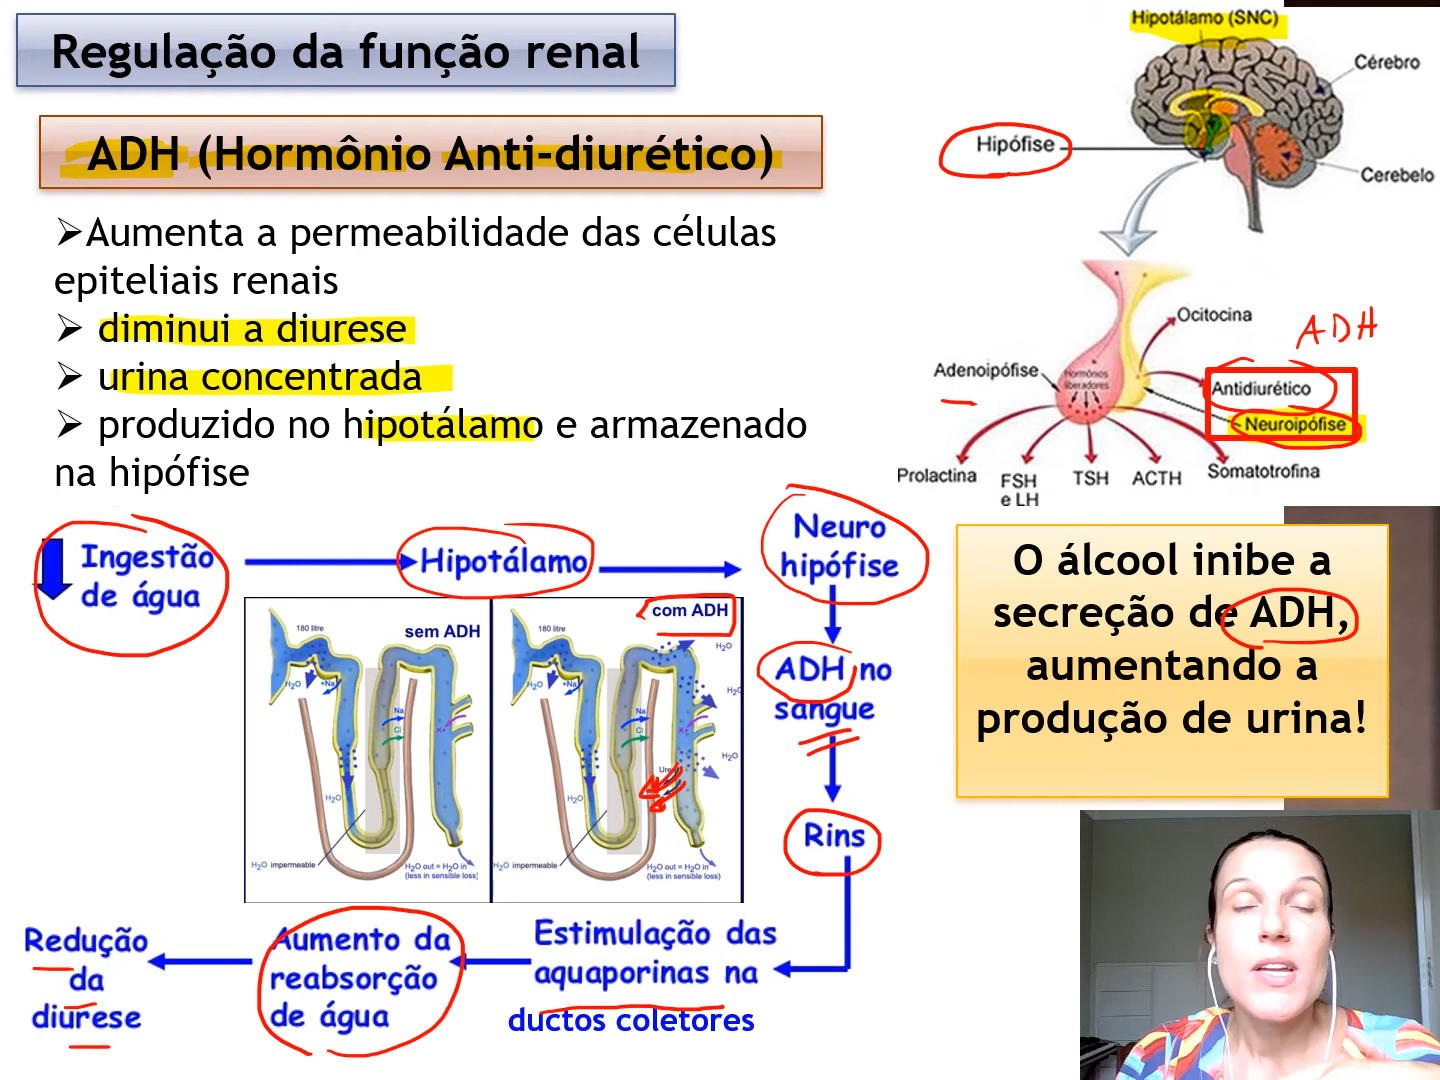 Regulação da função renal
ADH (Hormônio Anti-diurético)
➢Aumenta a permeabilidade das células
epiteliais renais
➢ diminui a diurese
➢ urina concentrada
➢ produzido no hipotálamo e armazenado
na hipófise
Hipotálamo (SNC)
Cérebro
Hipófise
Cerebelo
Ocitocina
ADH
Adenoipófise
Hormônios
liberadores
Antidiurético
Neuroipófise
Prolactina
FSH
e LH
TSH
ACTH
Somatotrofina
Ingestão
de água
Hipotálamo
Neuro
hipófise
ADH no
sangue
Rins
Estimulação das
aquaporinas na
ductos coletores
Aumento da
reabsorção
de água
Redução
da
diurese
180 litre
sem ADH
H₂O
+Na
Na
Cl
K+
H₂O
H₂O impermeable
H₂O out = H₂O in
(less in sensible loss)
180 litre
com ADH
H₂O
H₂O
+Na
H₂O
Na
Cl
K+
H₂O
Urea
H₂O
H₂O impermeable
H₂O out = H₂O in
(less in sensible loss)
O álcool inibe a
secreção de ADH,
aumentando a
produção de urina!